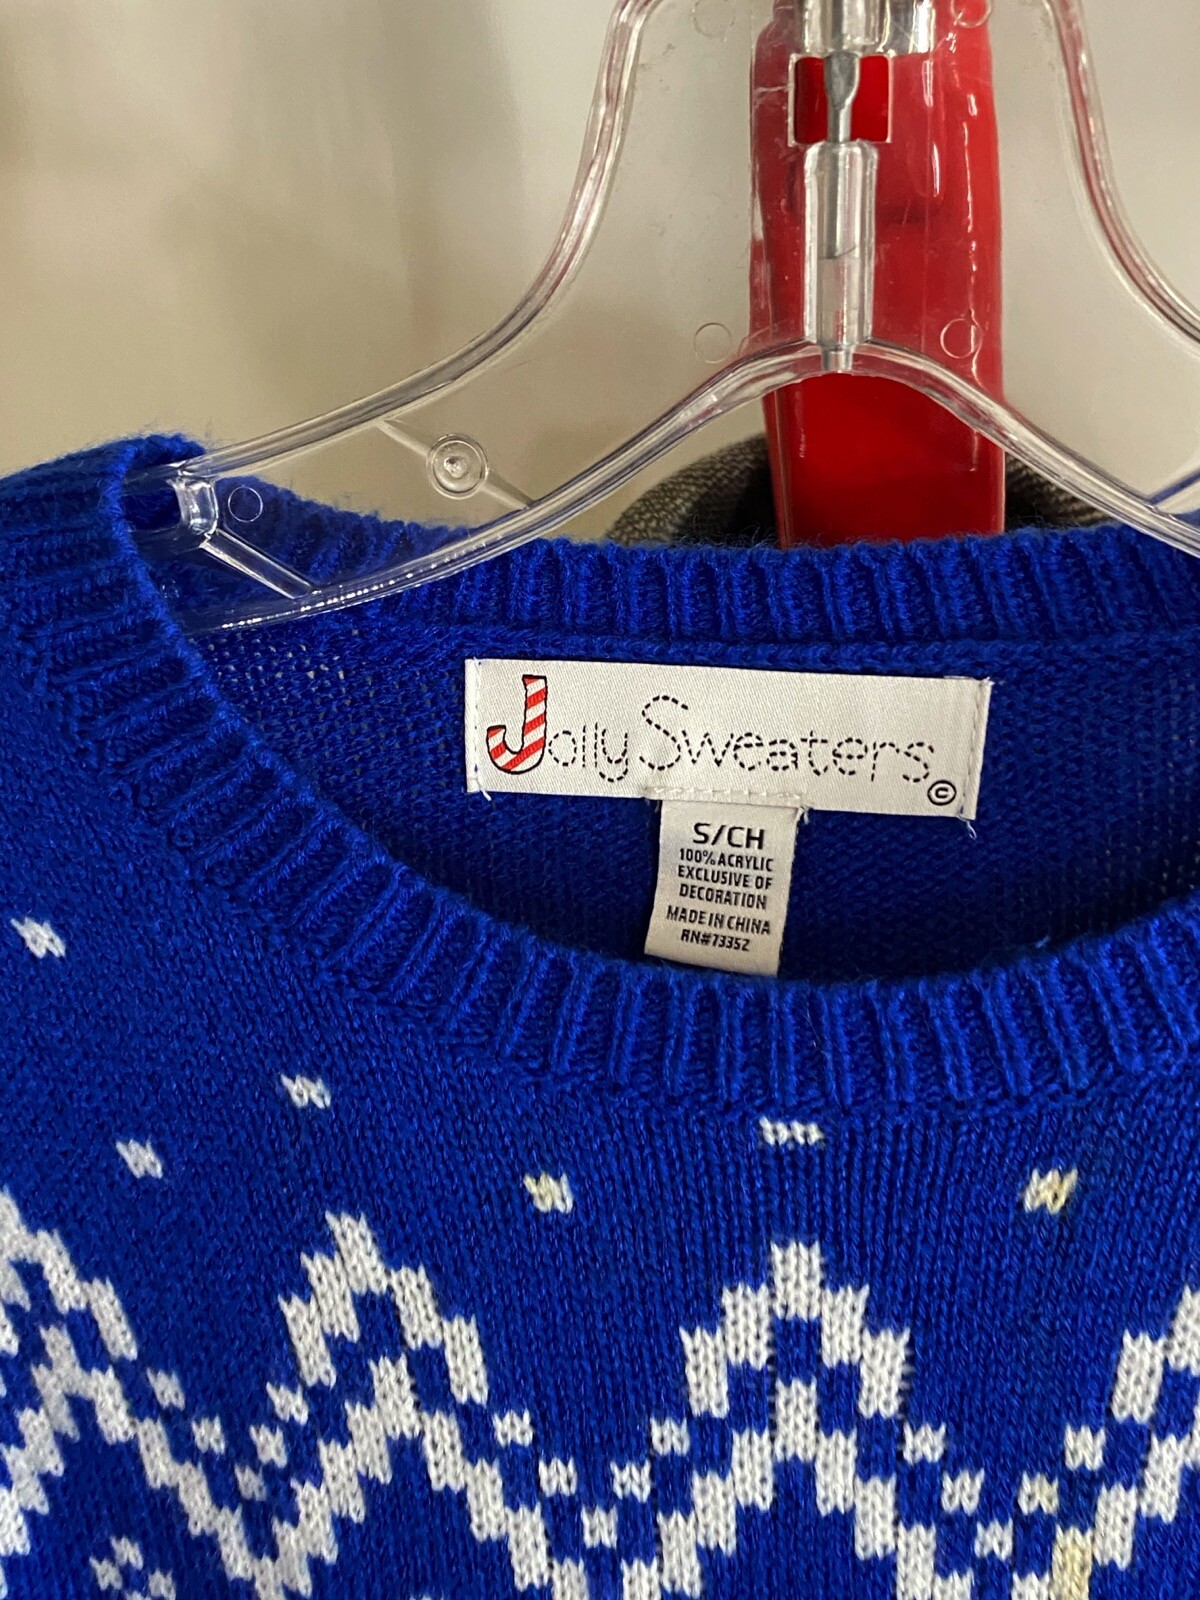 Jolly Sweaters ©
S/CH
100% ACRYLIC
EXCLUSIVE OF
DECORATION
MADE IN CHINA
RN#73352